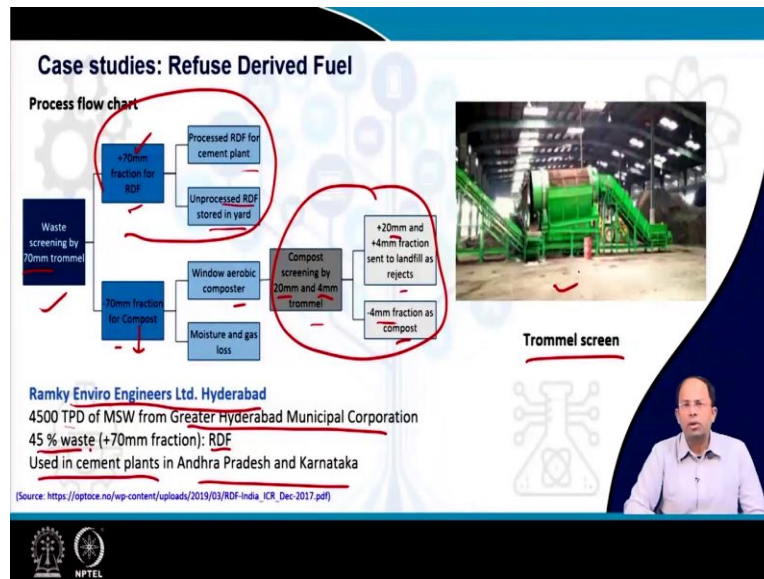 Case studies: Refuse Derived Fuel
Process flow chart
Waste
screening by
70mm trommel
+70mm
fraction for
RDF
Processed RDF for
cement plant
Unprocessed RDF
stored in yard
-70mm fraction
for Compost
Window aerobic
composter
Moisture and gas
loss
Compost
screening by
20mm and 4mm
trommel
+20mm and
+4mm fraction
sent to landfill as
rejects
-4mm fraction as
compost
Trommel screen
Ramky Enviro Engineers Ltd. Hyderabad
4500 TPD of MSW from Greater Hyderabad Municipal Corporation
45 % waste (+70mm fraction): RDF
Used in cement plants in Andhra Pradesh and Karnataka
(Source: https://optoce.no/wp-content/uploads/2019/03/RDF-India_ICR_Dec-2017.pdf)
NPTEL